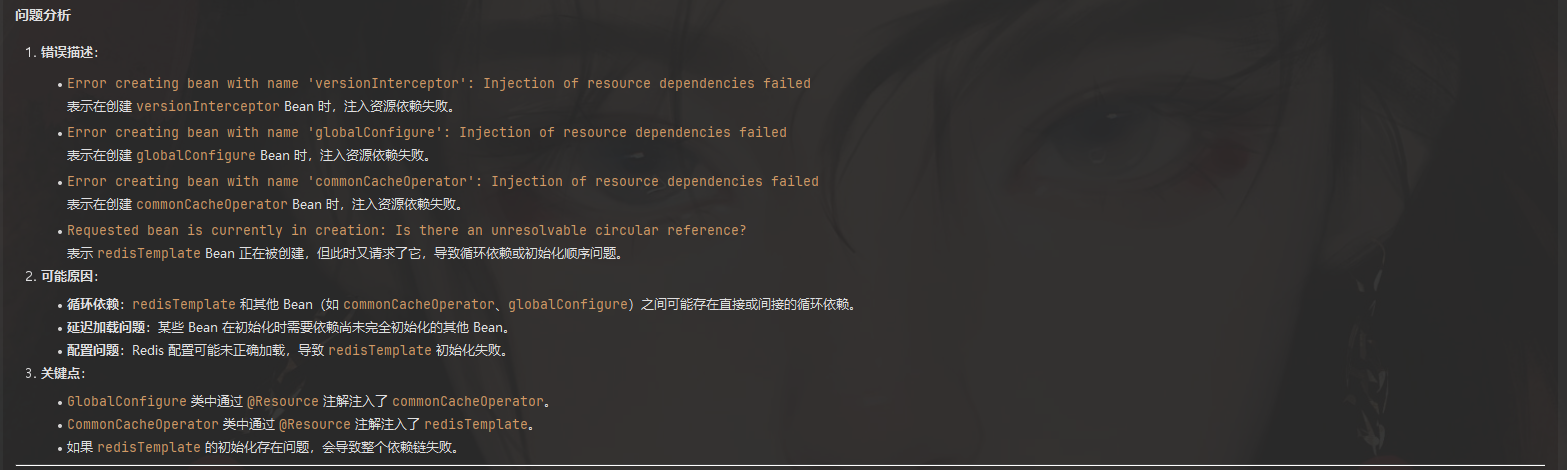 问题分析
1. 错误描述：
• Error creating bean with name 'versionInterceptor': Injection of resource dependencies failed
表示在创建 versionInterceptor Bean 时，注入资源依赖失败。
• Error creating bean with name 'globalConfigure': Injection of resource dependencies failed
表示在创建 globalConfigure Bean 时，注入资源依赖失败。
• Error creating bean with name 'commonCacheOperator': Injection of resource dependencies failed
表示在创建 commonCacheOperator Bean 时，注入资源依赖失败。
• Requested bean is currently in creation: Is there an unresolvable circular reference?
表示 redisTemplate Bean 正在被创建，但此时又请求了它，导致循环依赖或初始化顺序问题。
2. 可能原因：
• 循环依赖：redisTemplate 和其他 Bean（如 commonCacheOperator、globalConfigure）之间可能存在直接或间接的循环依赖。
• 延迟加载问题：某些 Bean 在初始化时需要依赖尚未完全初始化的其他 Bean。
• 配置问题：Redis 配置可能未正确加载，导致 redisTemplate 初始化失败。
3. 关键点：
• GlobalConfigure 类中通过 @Resource 注解注入了 commonCacheOperator。
• CommonCacheOperator 类中通过 @Resource 注解注入了 redisTemplate。
• 如果 redisTemplate 的初始化存在问题，会导致整个依赖链失败。